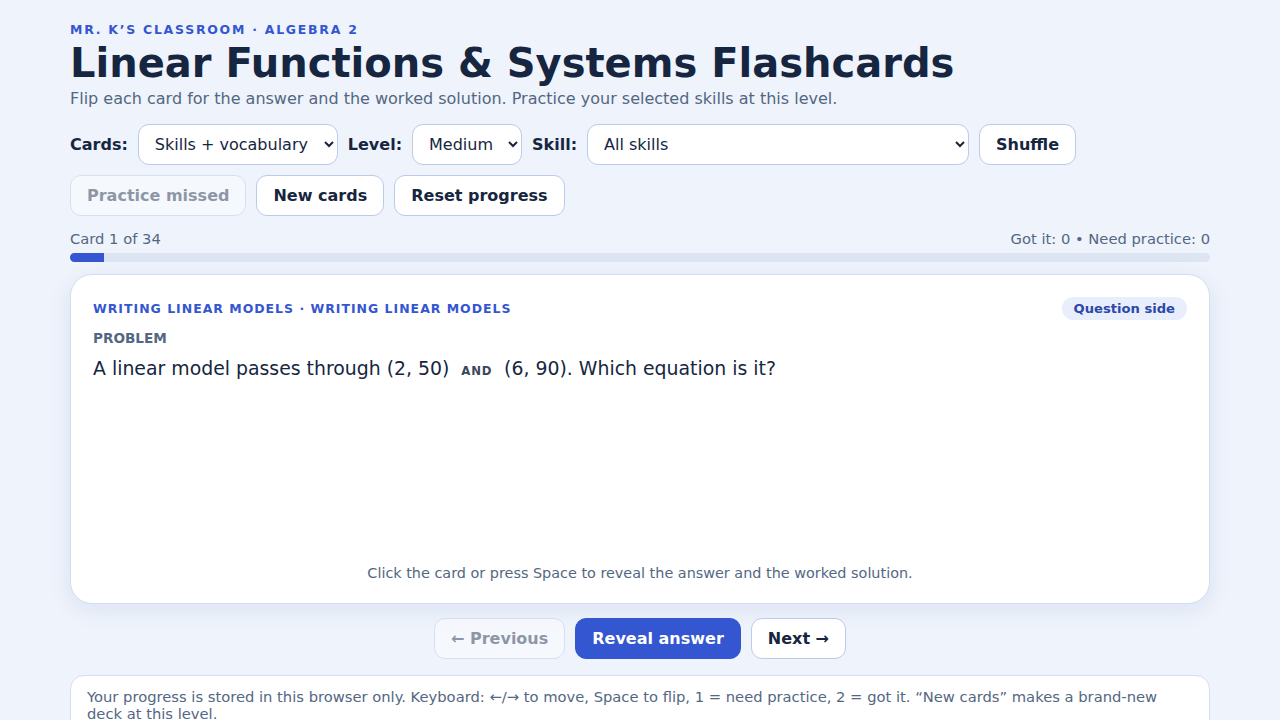 MR. K’S CLASSROOM · ALGEBRA 2
Linear Functions & Systems Flashcards
Flip each card for the answer and the worked solution. Practice your selected skills at this level.
Cards: Skills + vocabulary Level: Medium Skill: All skills Shuffle
Practice missed New cards Reset progress
Card 1 of 34 Got it: 0 • Need practice: 0
WRITING LINEAR MODELS · WRITING LINEAR MODELS Question side
PROBLEM
A linear model passes through (2, 50) AND (6, 90). Which equation is it?
Click the card or press Space to reveal the answer and the worked solution.
← Previous Reveal answer Next →
Your progress is stored in this browser only. Keyboard: ←/→ to move, Space to flip, 1 = need practice, 2 = got it. “New cards” makes a brand-new
deck at this level.